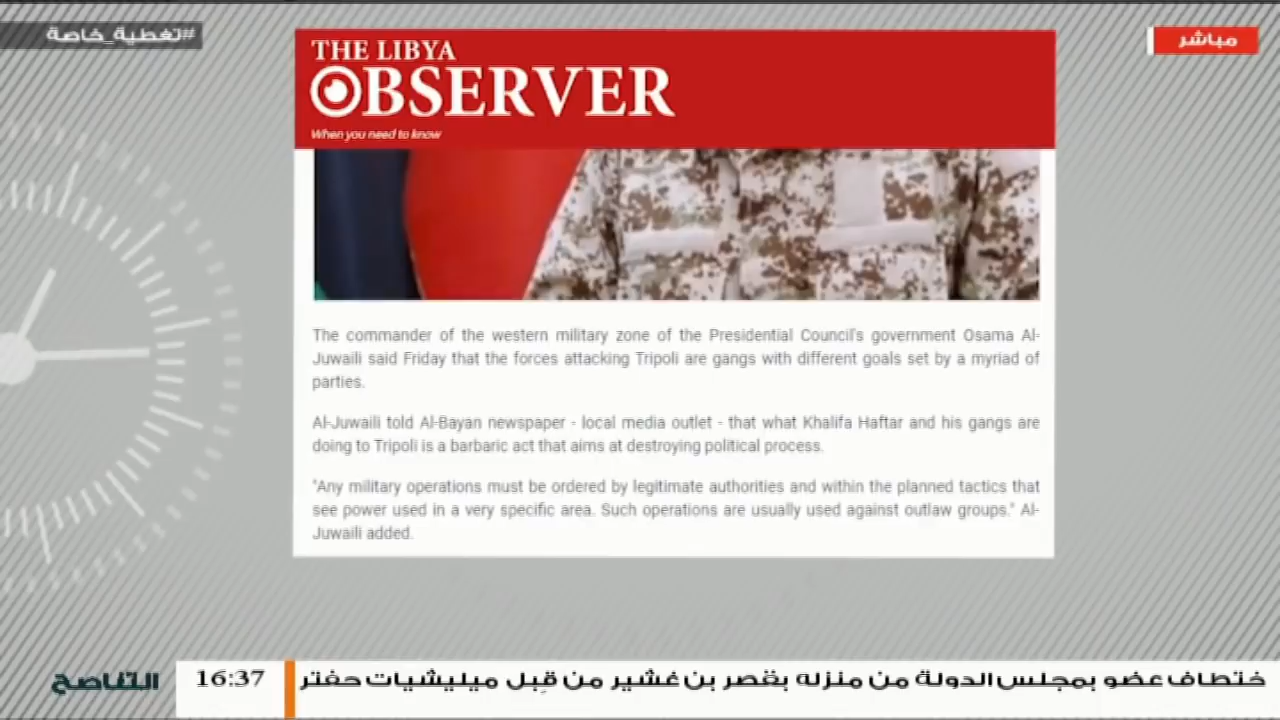 #تغطية_خاصة
مباشر
THE LIBYA
OBSERVER
When you need to know
The commander of the western military zone of the Presidential Council's government Osama Al-
Juwaili said Friday that the forces attacking Tripoli are gangs with different goals set by a myriad of
parties.
Al-Juwaili told Al-Bayan newspaper - local media outlet - that what Khalifa Haftar and his gangs are
doing to Tripoli is a barbaric act that aims at destroying political process.
"Any military operations must be ordered by legitimate authorities and within the planned tactics that
see power used in a very specific area. Such operations are usually used against outlaw groups." Al-
Juwaili added.
ختطاف عضو بمجلس الدولة من منزله بقصر بن غشير من قِبل ميليشيات حفتر
16:37
التناصح